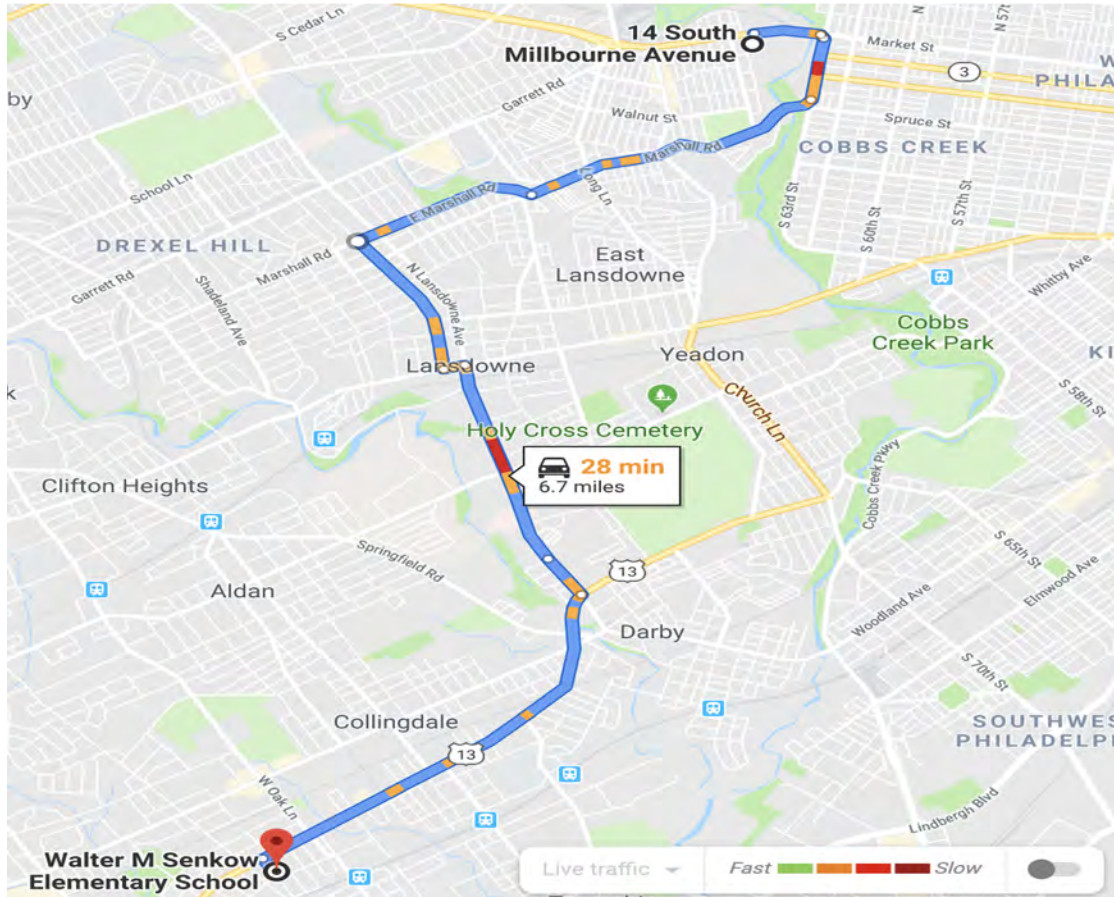 S Cedar Ln
14 South
Millbourne Avenue
N 57th
Market St
3
PHILA
by
Garrett Rd
Walnut St
Spruce St
COBBS CREEK
Marshall Rd
Long Ln
School Ln
E Marshall Rd
S 63rd St
S 60th St
S 57th St
DREXEL HILL
Marshall Rd
East
Lansdowne
Garrett Rd
Shadeland Ave
N Lansdowne Ave
Whitby Ave
Cobbs
Creek Park
Lansdowne
Yeadon
KI
k
Church Ln
S 58th St
Holy Cross Cemetery
28 min
6.7 miles
Clifton Heights
Cobbs Creek Pkwy
S 65th St
Springfield Rd
13
Elmwood Ave
Aldan
Woodland Ave
Darby
S 70th St
Collingdale
SOUTHWES
PHILADELP
13
W Oak Ln
Lindbergh Blvd
Walter M Senkow
Elementary School
Live traffic
Fast
Slow